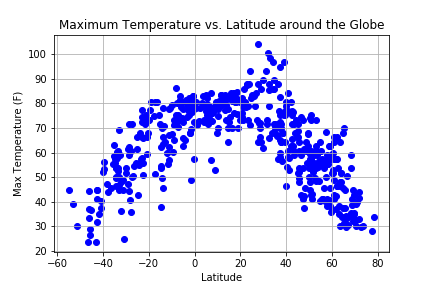 Maximum Temperature vs. Latitude around the Globe
Max Temperature (F)
100
90
80
70
60
50
40
30
20
−60 −40 −20 0 20 40 60 80
Latitude